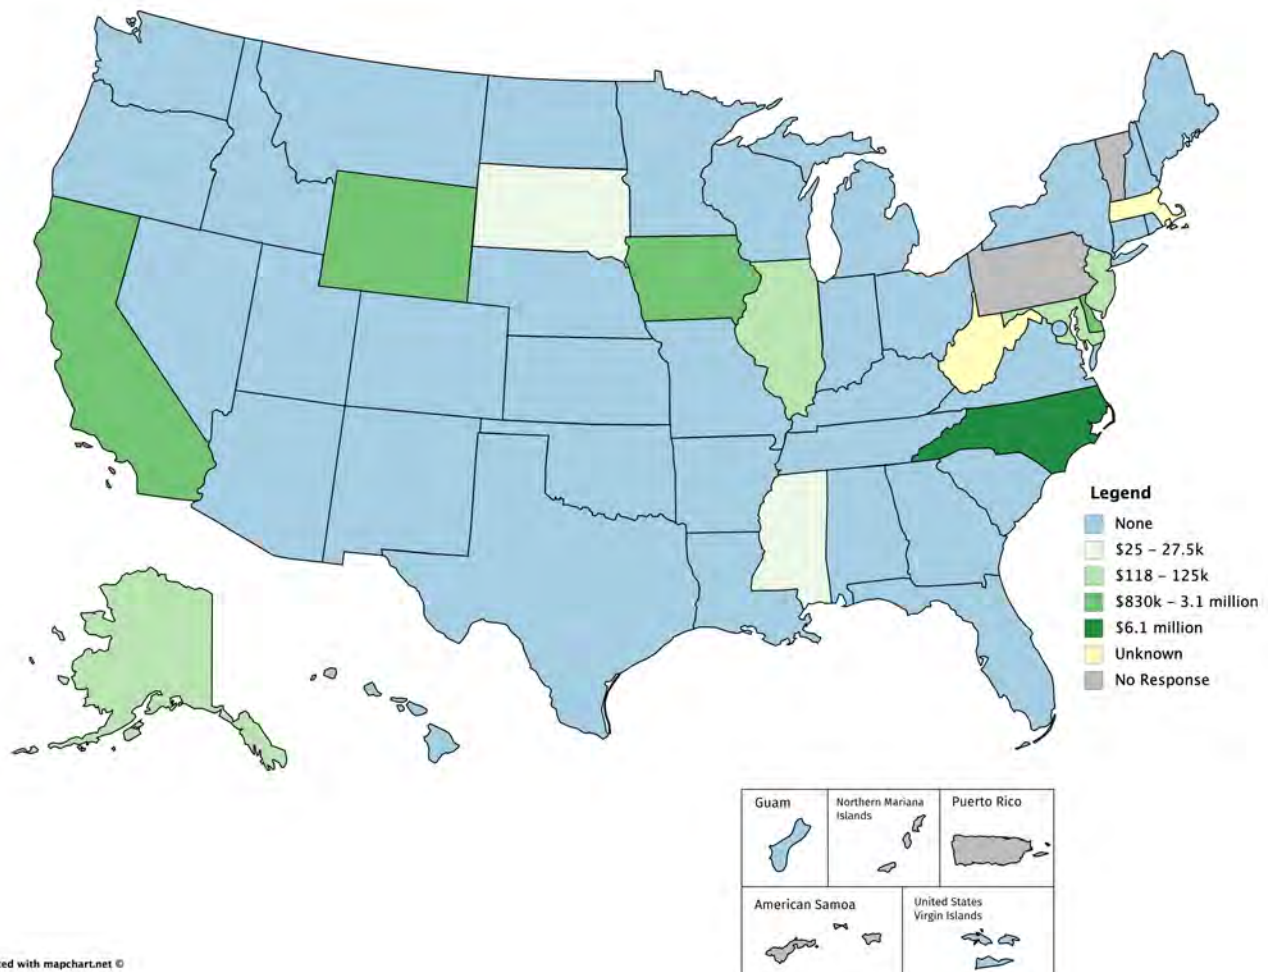 Legend
None
$25 – 27.5k
$118 – 125k
$830k – 3.1 million
$6.1 million
Unknown
No Response
Guam
Northern Mariana
Islands
Puerto Rico
American Samoa
United States
Virgin Islands
ted with mapchart.net ©